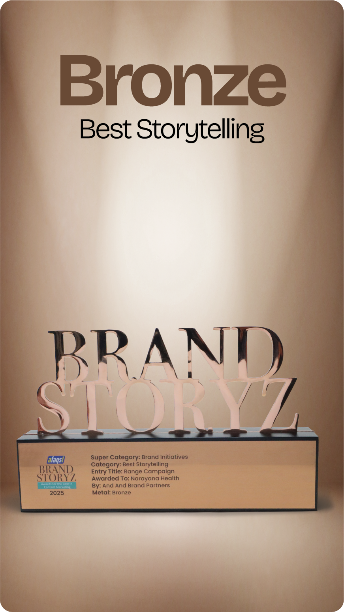 Bronze
Best Storytelling
BRAND
STORYZ
afaqs!
BRAND
STORYZ
2025
Super Category: Brand Initiatives
Category: Best Storytelling
Entry Title: Range Campaign
Awarded To: Narayana Health
By: And And Brand Partners
Metal: Bronze